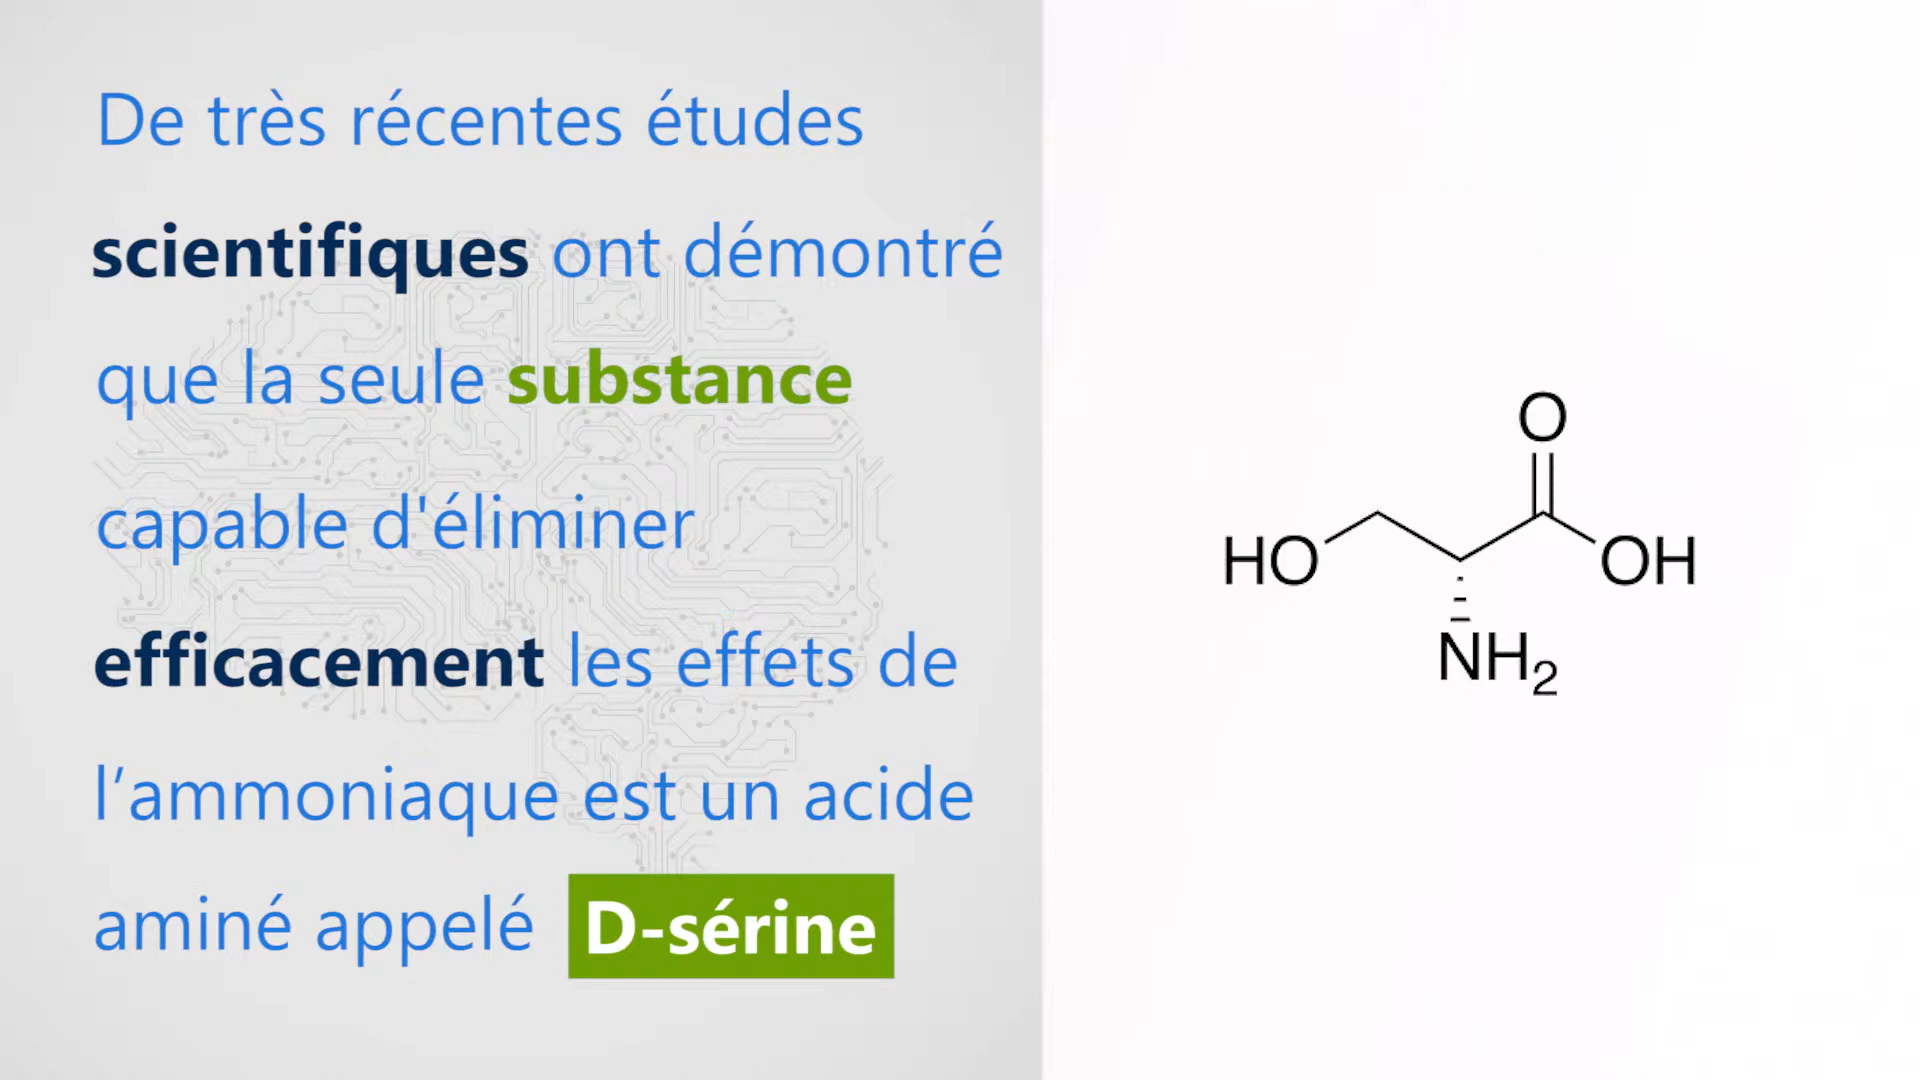 De très récentes études
scientifiques ont démontré
que la seule substance
capable d'éliminer
efficacement les effets de
l’ammoniaque est un acide
aminé appelé D-sérine
O
HO
OH
NH₂